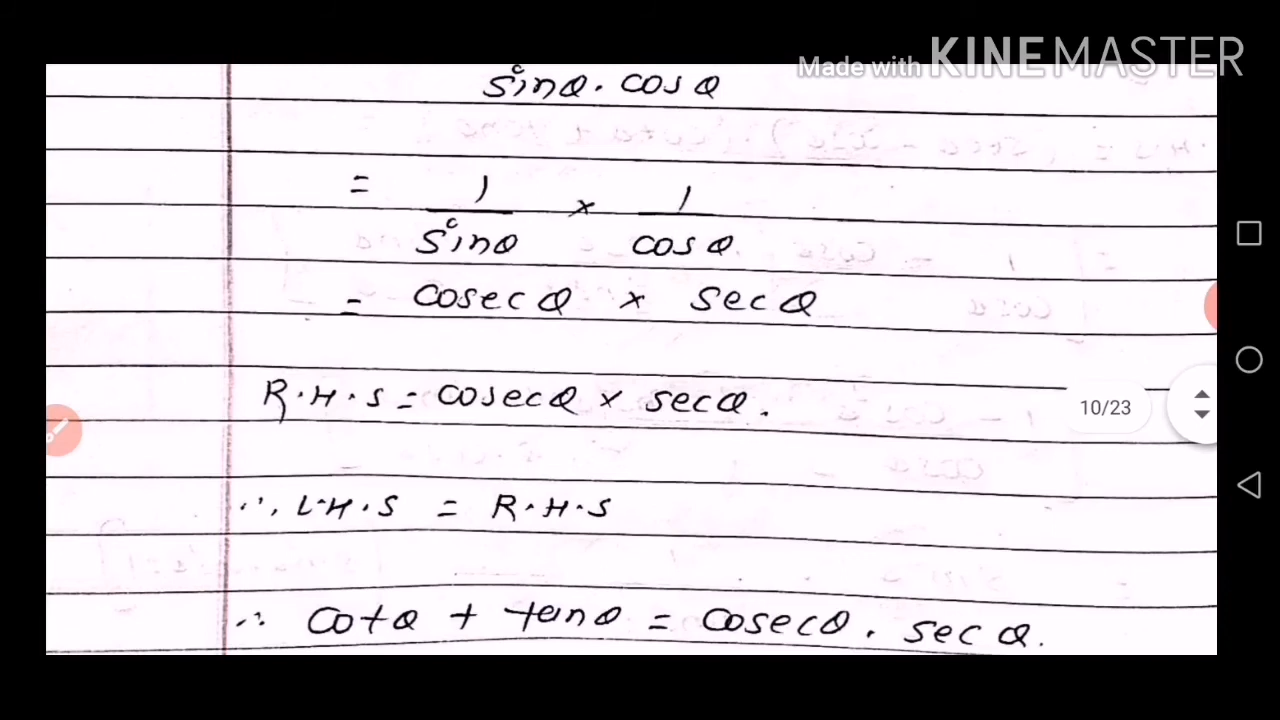 Made with KINEMASTER
sinθ . cosθ
= 1/sinθ × 1/cosθ
= cosecθ × secθ
R.H.S = cosecθ × secθ.
10/23
∴ L.H.S = R.H.S
∴ cotθ + tanθ = cosecθ . secθ.